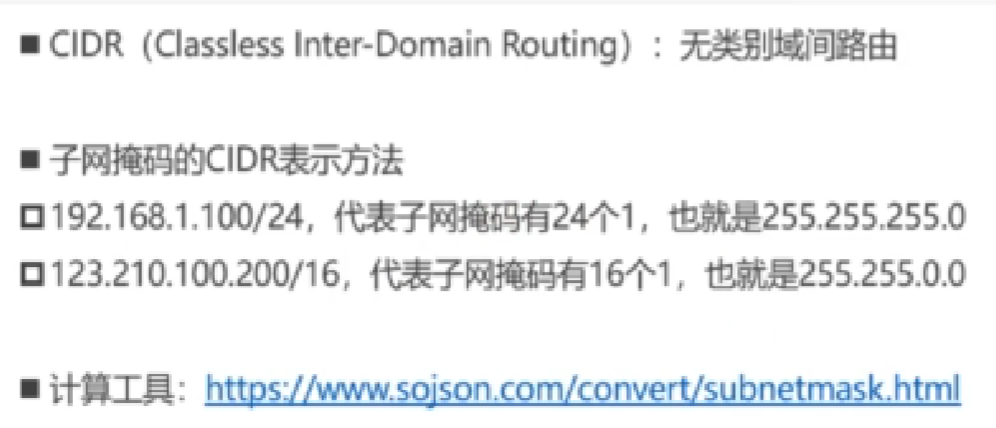 ■ CIDR（Classless Inter-Domain Routing）：无类别域间路由
■ 子网掩码的CIDR表示方法
□ 192.168.1.100/24，代表子网掩码有24个1，也就是255.255.255.0
□ 123.210.100.200/16，代表子网掩码有16个1，也就是255.255.0.0
■ 计算工具：https://www.sojson.com/convert/subnetmask.html